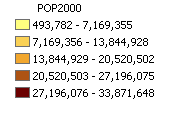 POP2000
493,782 - 7,169,355
7,169,356 - 13,844,928
13,844,929 - 20,520,502
20,520,503 - 27,196,075
27,196,076 - 33,871,648